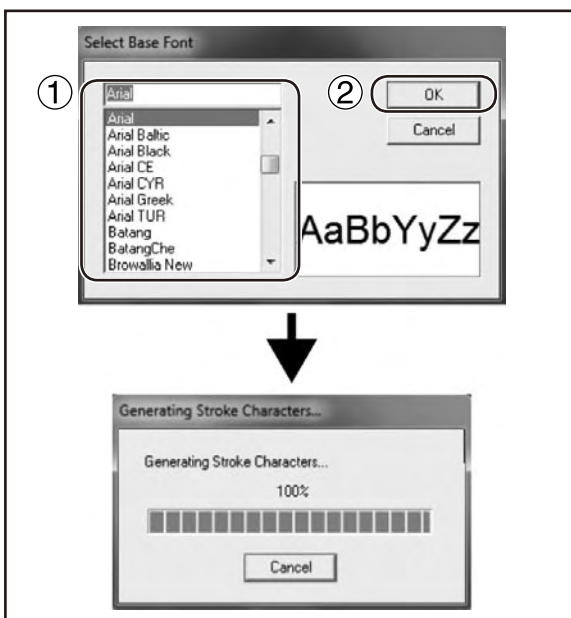 Select Base Font
①
Arial
Arial
Arial Baltic
Arial Black
Arial CE
Arial CYR
Arial Greek
Arial TUR
Batang
BatangChe
Browallia New
②
OK
Cancel
AaBbYyZz
Generating Stroke Characters...
Generating Stroke Characters...
100%
Cancel